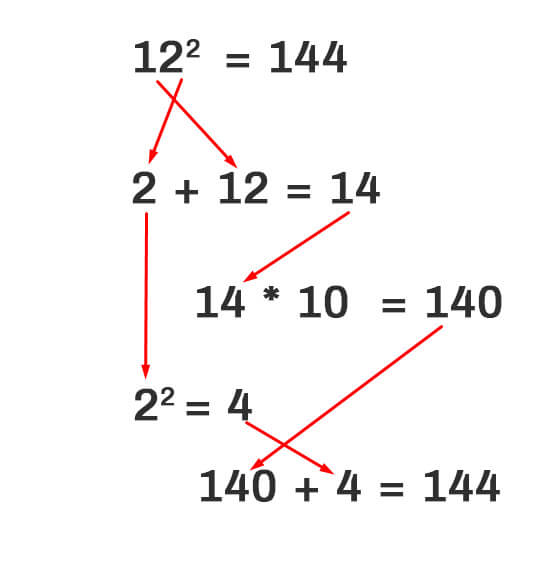 12² = 144
2 + 12 = 14
14 * 10 = 140
2² = 4
140 + 4 = 144